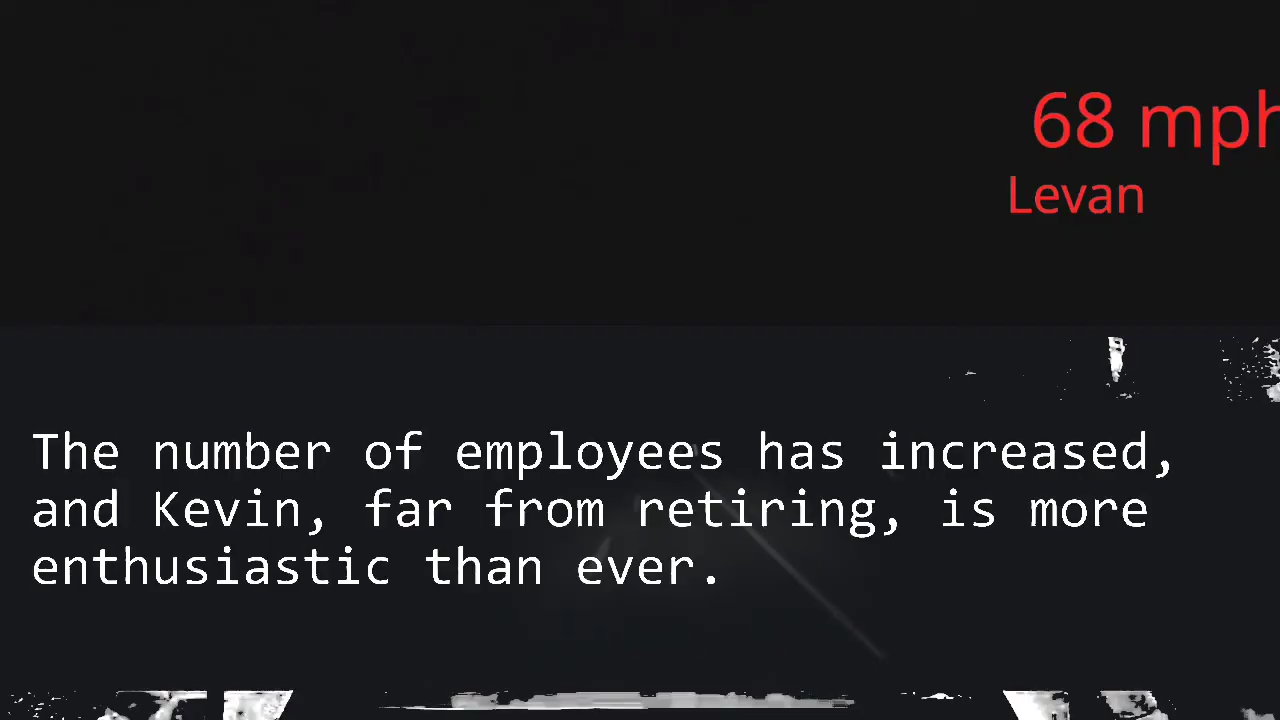 68 mph
Levan
The number of employees has increased,
and Kevin, far from retiring, is more
enthusiastic than ever.